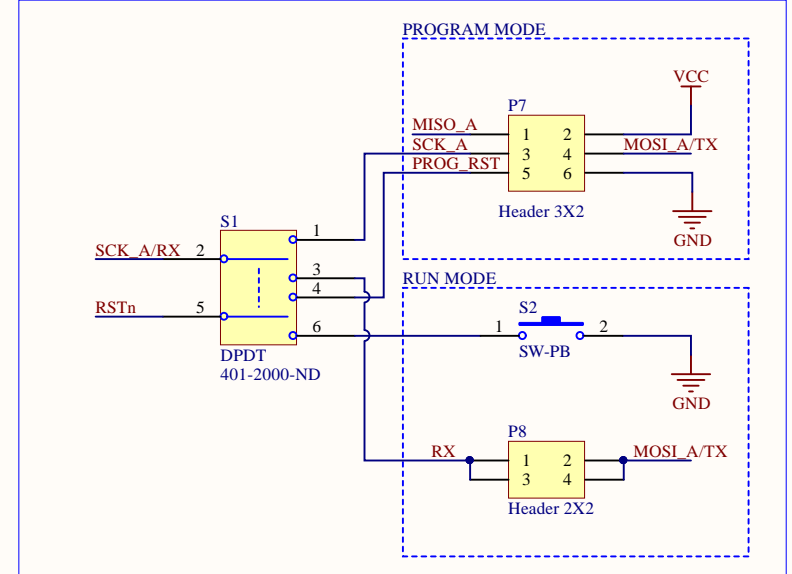 PROGRAM MODE
VCC
P7
MISO_A
1 2
SCK_A
3 4
MOSI_A/TX
PROG_RST
5 6
Header 3X2
GND
S1
1
SCK_A/RX 2
3
4
RSTn 5
6
DPDT
401-2000-ND
RUN MODE
S2
1 2
SW-PB
GND
P8
RX
1 2
MOSI_A/TX
3 4
Header 2X2